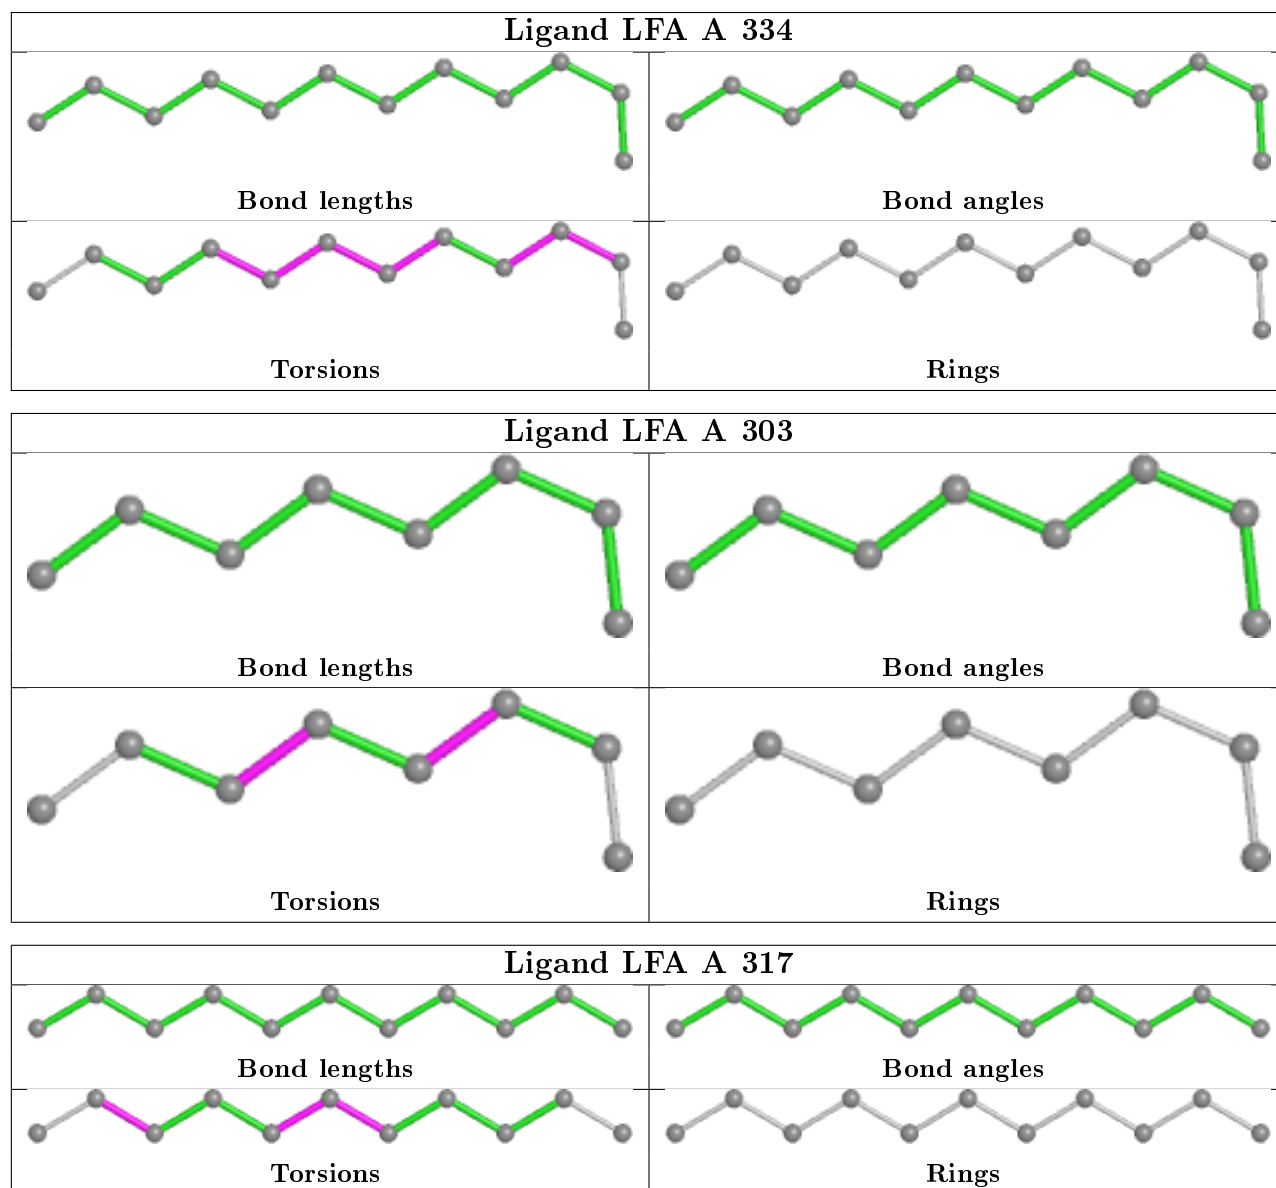 Ligand LFA A 334
Bond lengths Bond angles
Torsions Rings
Ligand LFA A 303
Bond lengths Bond angles
Torsions Rings
Ligand LFA A 317
Bond lengths Bond angles
Torsions Rings